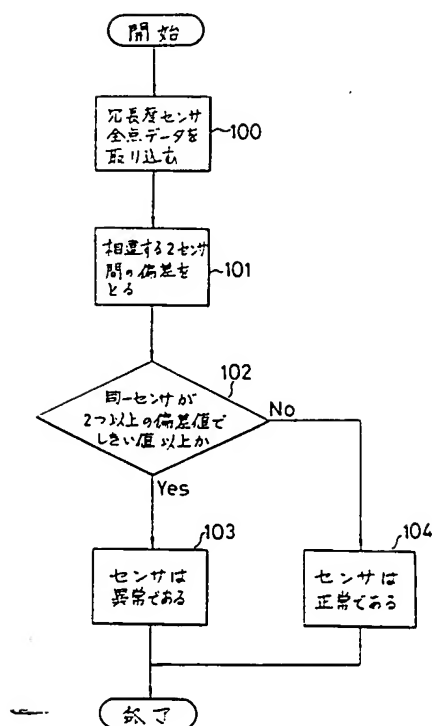 開始
冗長度センサ
全点データを
取り込む
100
相違する2センサ
間の偏差を
とる
101
102
同一センサが
2つ以上の偏差値で
しきい値以上か
No
Yes
103
センサは
異常である
104
センサは
正常である
終了